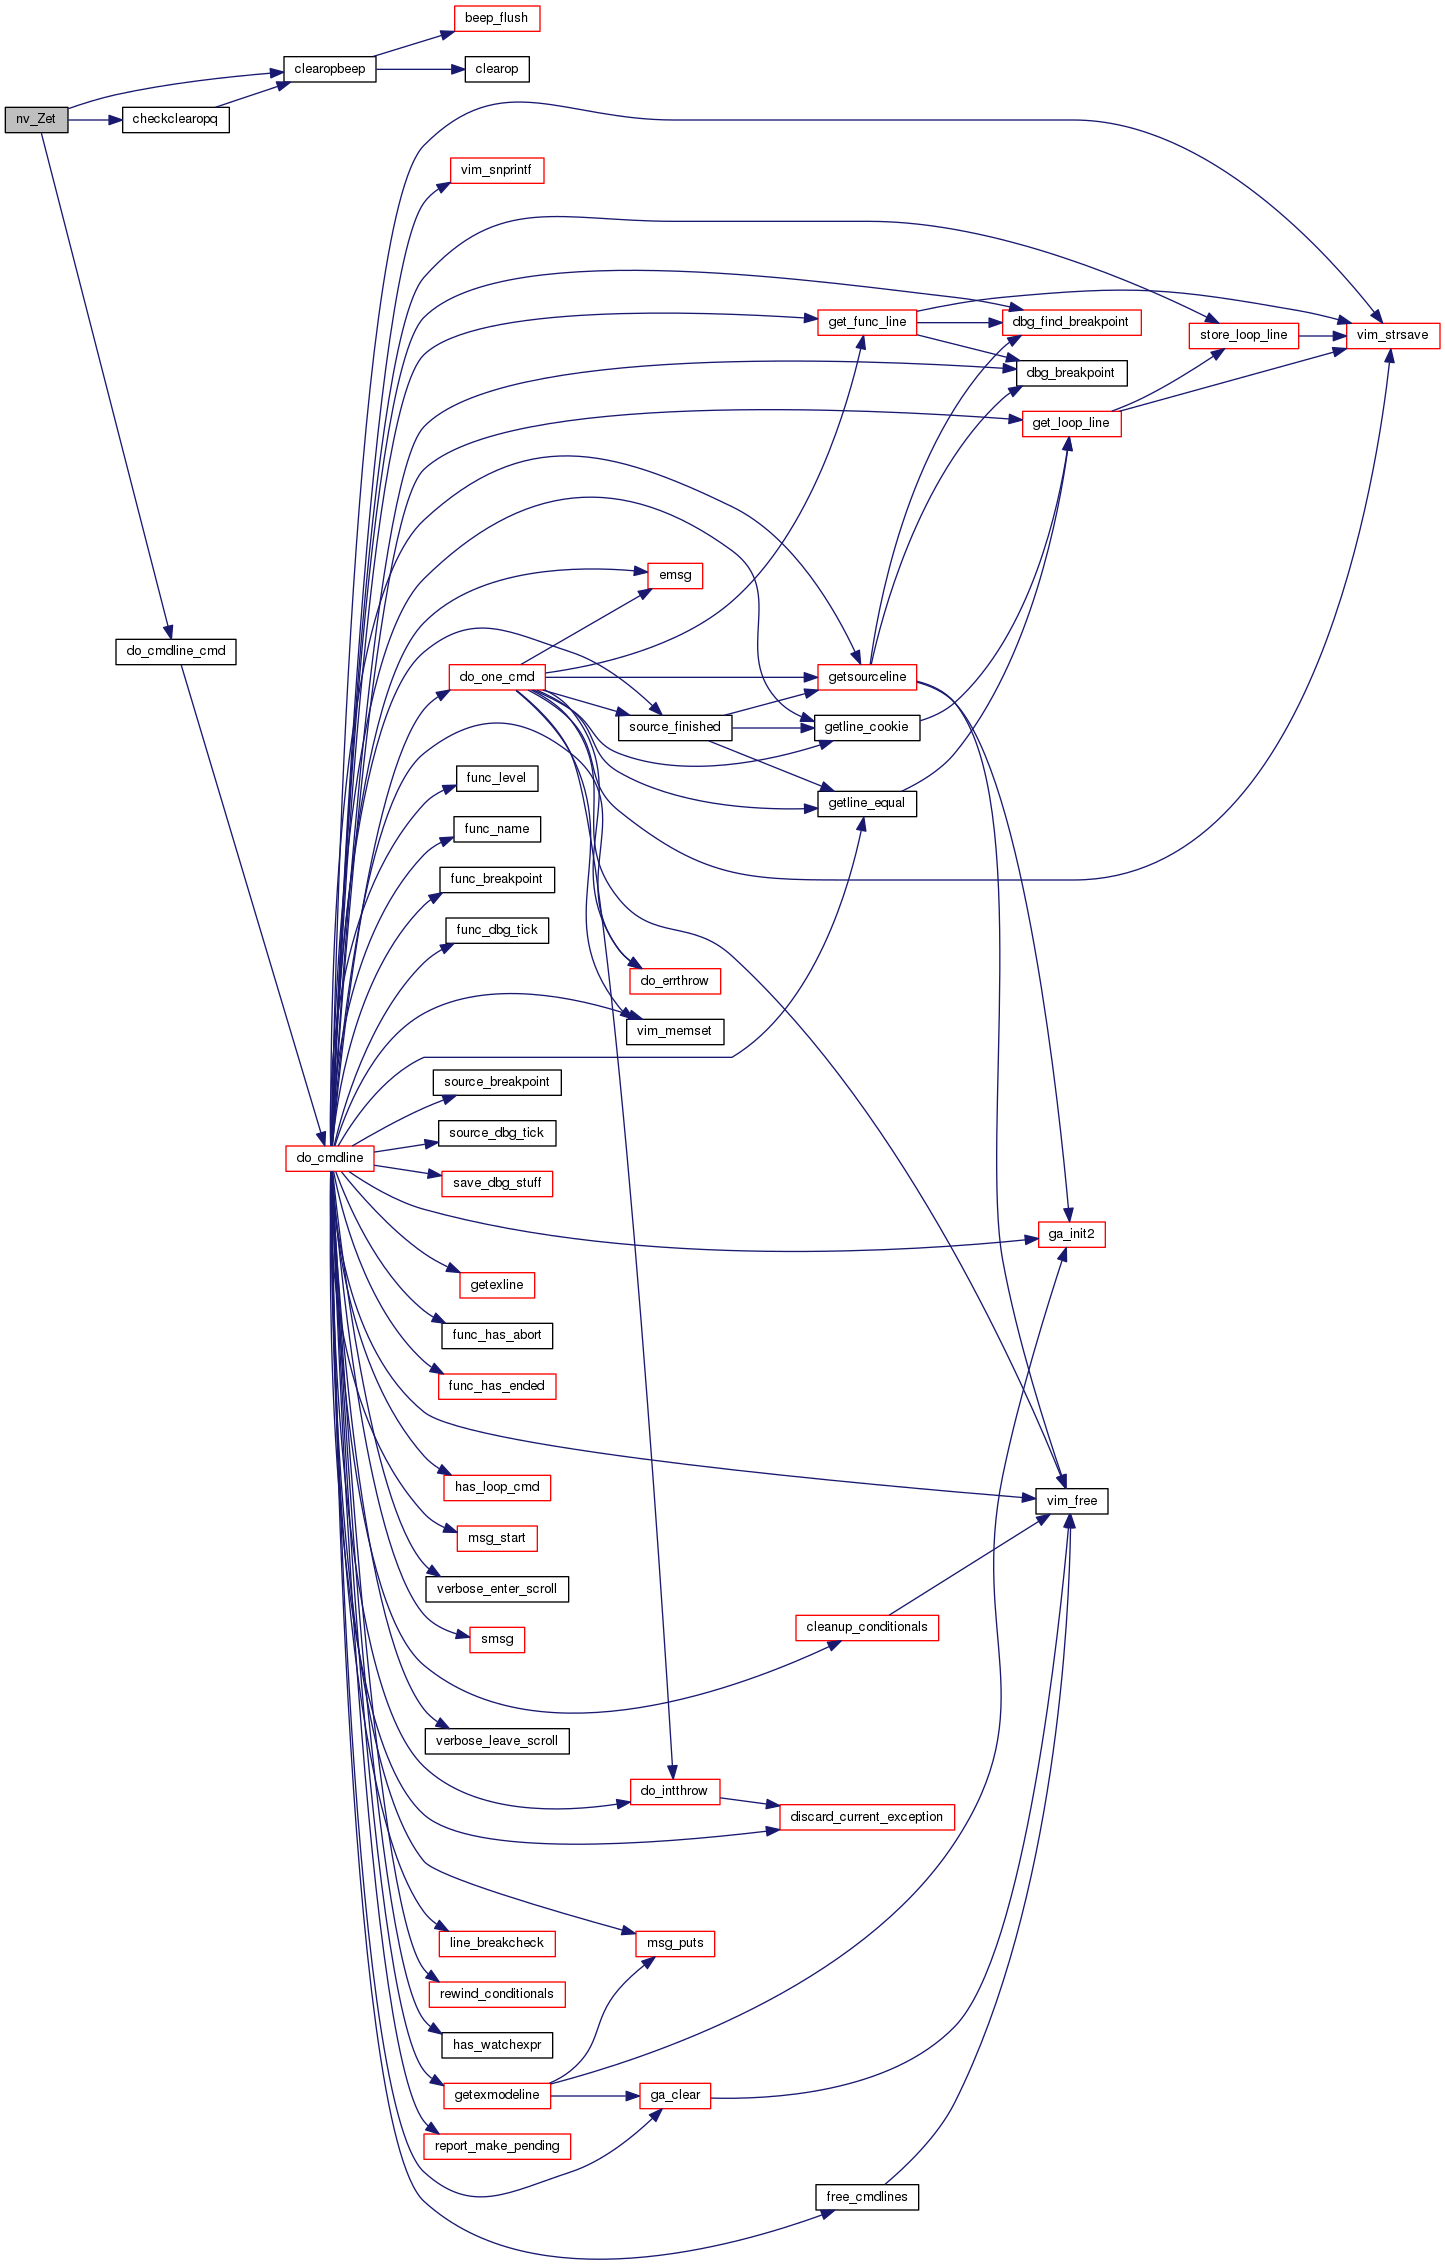 beep_flush
clearopbeep
clearop
nv_Zet
checkclearopq
vim_snprintf
get_func_line
dbg_find_breakpoint
store_loop_line
vim_strsave
dbg_breakpoint
get_loop_line
emsg
do_cmdline_cmd
do_one_cmd
getsourceline
source_finished
getline_cookie
func_level
getline_equal
func_name
func_breakpoint
func_dbg_tick
do_errthrow
vim_memset
source_breakpoint
source_dbg_tick
do_cmdline
save_dbg_stuff
ga_init2
getexline
func_has_abort
func_has_ended
has_loop_cmd
vim_free
msg_start
verbose_enter_scroll
cleanup_conditionals
smsg
verbose_leave_scroll
do_intthrow
discard_current_exception
line_breakcheck
msg_puts
rewind_conditionals
has_watchexpr
getexmodeline
ga_clear
report_make_pending
free_cmdlines